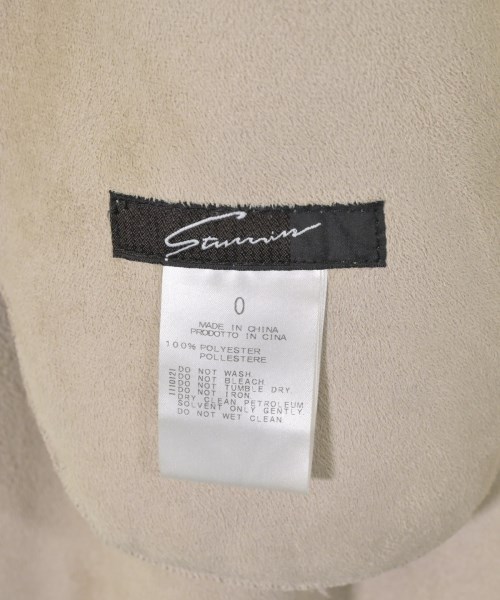 Stunning
0
MADE IN CHINA
PRODOTTO IN CINA
100% POLYESTER
POLLESTERE
DO NOT WASH.
DO NOT BLEACH
DO NOT TUMBLE DRY.
DO NOT IRON.
DRY CLEAN PETROLEUM
SOLVENT ONLY GENTLY.
DO NOT WET CLEAN